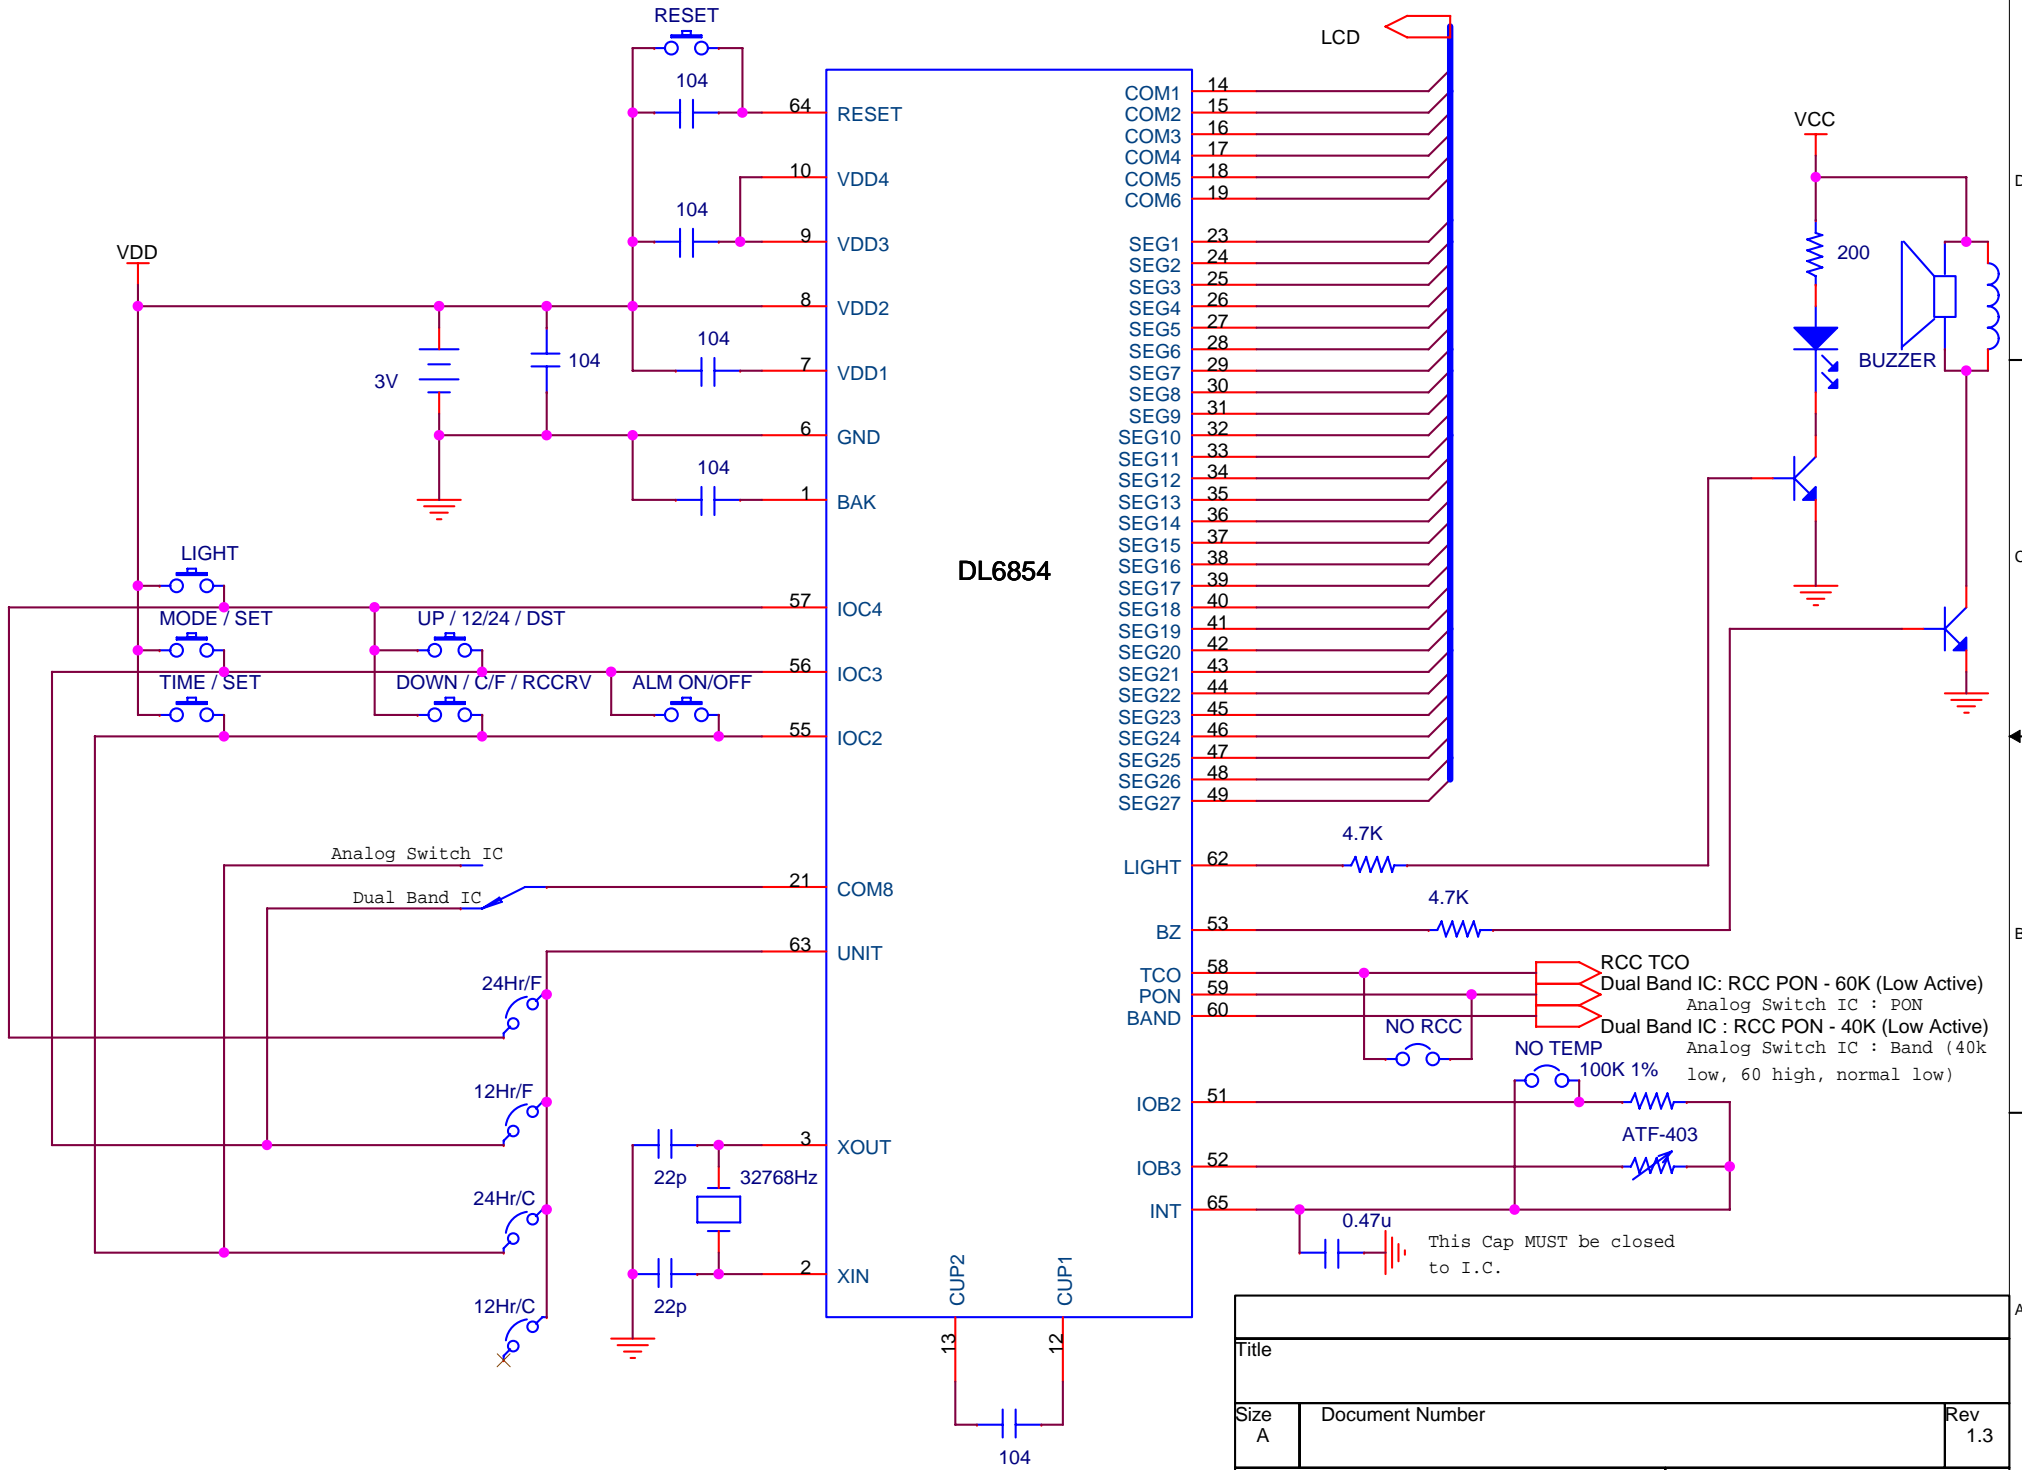 RESET
LCD
104
64
RESET
10
VDD4
104
9
VDD3
VDD
8
VDD2
104
104
3V
7
VDD1
6
GND
104
1
BAK
DL6854
LIGHT
57
IOC4
MODE / SET
UP / 12/24 / DST
56
IOC3
TIME / SET
DOWN / C/F / RCCRV
ALM ON/OFF
55
IOC2
Analog Switch IC
Dual Band IC
21
COM8
63
UNIT
24Hr/F
12Hr/F
24Hr/C
12Hr/C
3
XOUT
22p
32768Hz
2
XIN
22p
CUP2
CUP1
13
12
104
COM1 14
COM2 15
COM3 16
COM4 17
COM5 18
COM6 19
SEG1 23
SEG2 24
SEG3 25
SEG4 26
SEG5 27
SEG6 28
SEG7 29
SEG8 30
SEG9 31
SEG10 32
SEG11 33
SEG12 34
SEG13 35
SEG14 36
SEG15 37
SEG16 38
SEG17 39
SEG18 40
SEG19 41
SEG20 42
SEG21 43
SEG22 44
SEG23 45
SEG24 46
SEG25 47
SEG26 48
SEG27 49
VCC
200
BUZZER
LIGHT 62
4.7K
BZ 53
4.7K
TCO 58
PON 59
BAND 60
RCC TCO
Dual Band IC: RCC PON - 60K (Low Active)
Analog Switch IC : PON
Dual Band IC : RCC PON - 40K (Low Active)
Analog Switch IC : Band (40k
low, 60 high, normal low)
NO RCC
NO TEMP
100K 1%
IOB2 51
ATF-403
IOB3 52
INT 65
0.47u
This Cap MUST be closed
to I.C.
D
C
B
A
Title
Size
A
Document Number
Rev
1.3